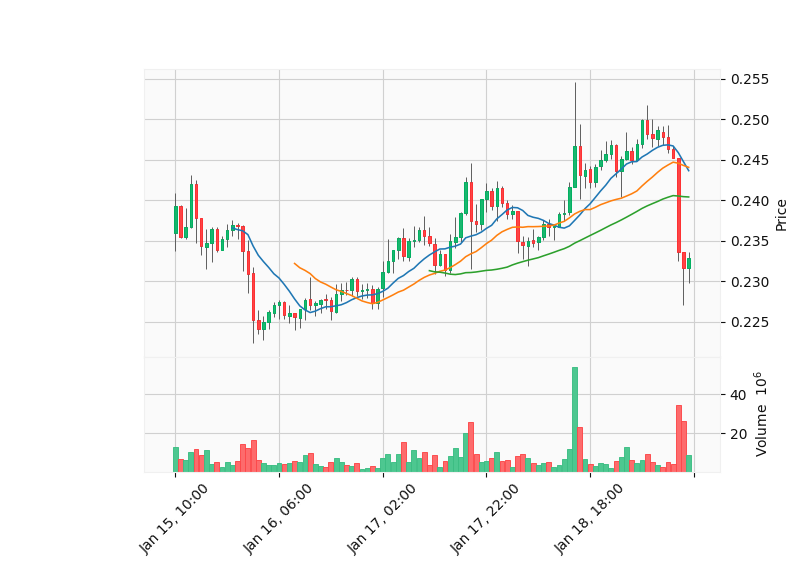 0.255
0.250
0.245
0.240
0.235
0.230
0.225
Price
40
20
Volume 10^6
Jan 15, 10:00
Jan 16, 06:00
Jan 17, 02:00
Jan 17, 22:00
Jan 18, 18:00